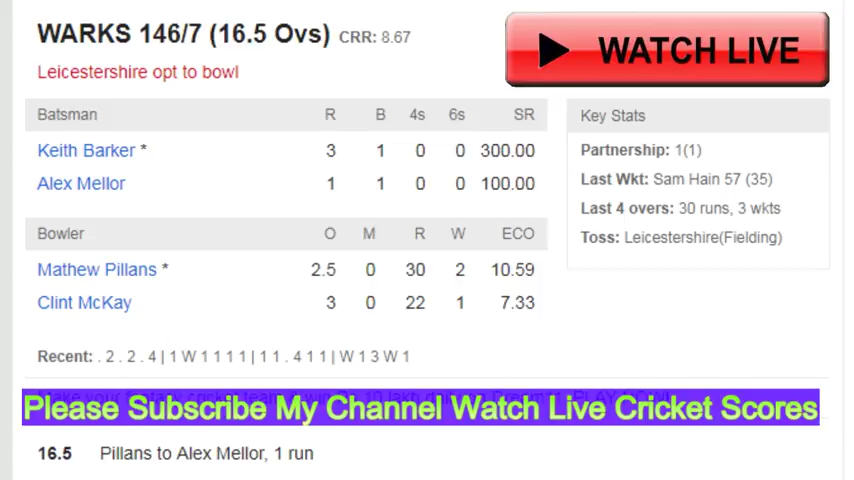 WARKS 146/7 (16.5 Ovs) CRR: 8.67
WATCH LIVE
Leicestershire opt to bowl
Batsman R B 4s 6s SR
Keith Barker * 3 1 0 0 300.00
Alex Mellor 1 1 0 0 100.00
Key Stats
Partnership: 1(1)
Last Wkt: Sam Hain 57 (35)
Last 4 overs: 30 runs, 3 wkts
Toss: Leicestershire(Fielding)
Bowler O M R W ECO
Mathew Pillans * 2.5 0 30 2 10.59
Clint McKay 3 0 22 1 7.33
Recent: . 2 . 2 . 4 | 1 W 1 1 1 1 | 1 1 . 4 1 1 | W 1 3 W 1
Please Subscribe My Channel Watch Live Cricket Scores
16.5 Pillans to Alex Mellor, 1 run